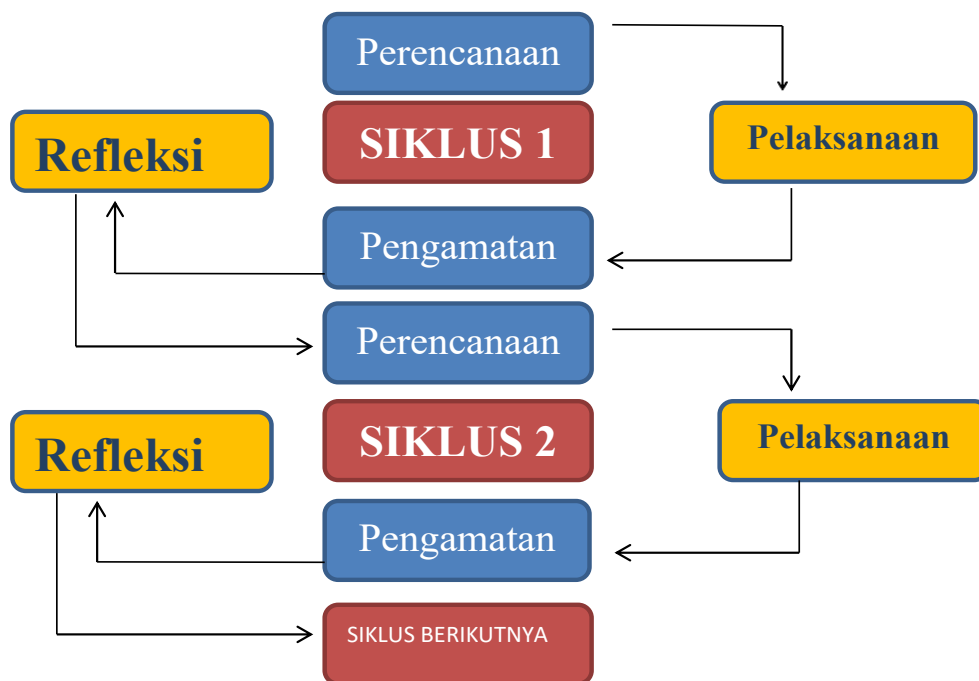 Perencanaan
Refleksi
SIKLUS 1
Pelaksanaan
Pengamatan
Perencanaan
Refleksi
SIKLUS 2
Pelaksanaan
Pengamatan
SIKLUS BERIKUTNYA